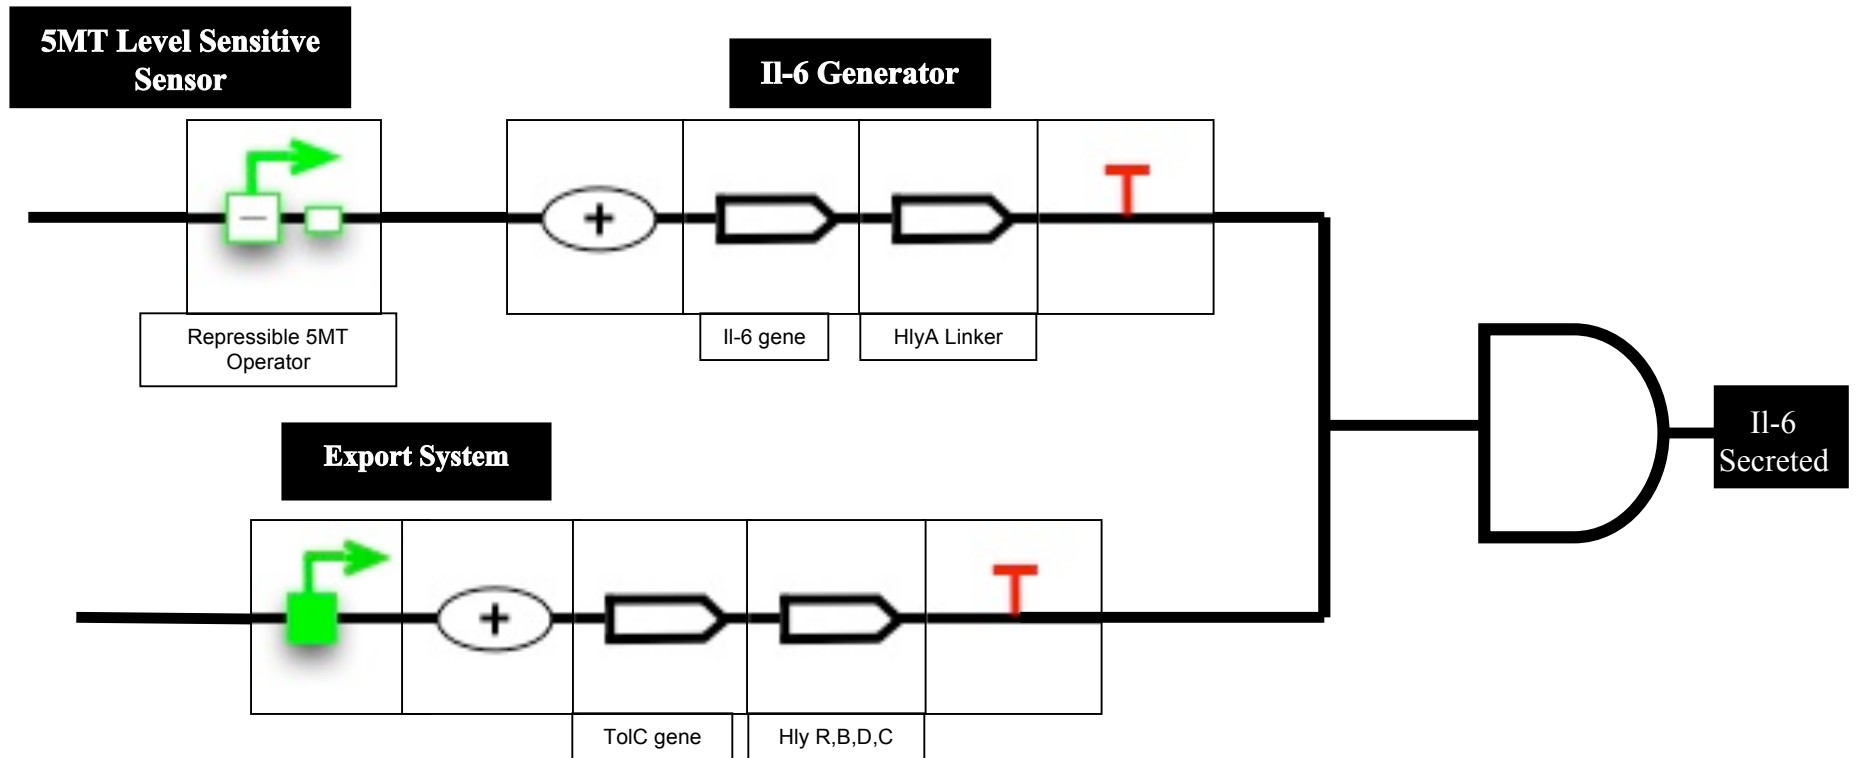 5MT Level Sensitive
Sensor
Il-6 Generator
Repressible 5MT
Operator
Il-6 gene
HlyA Linker
Export System
Il-6
Secreted
TolC gene
Hly R,B,D,C